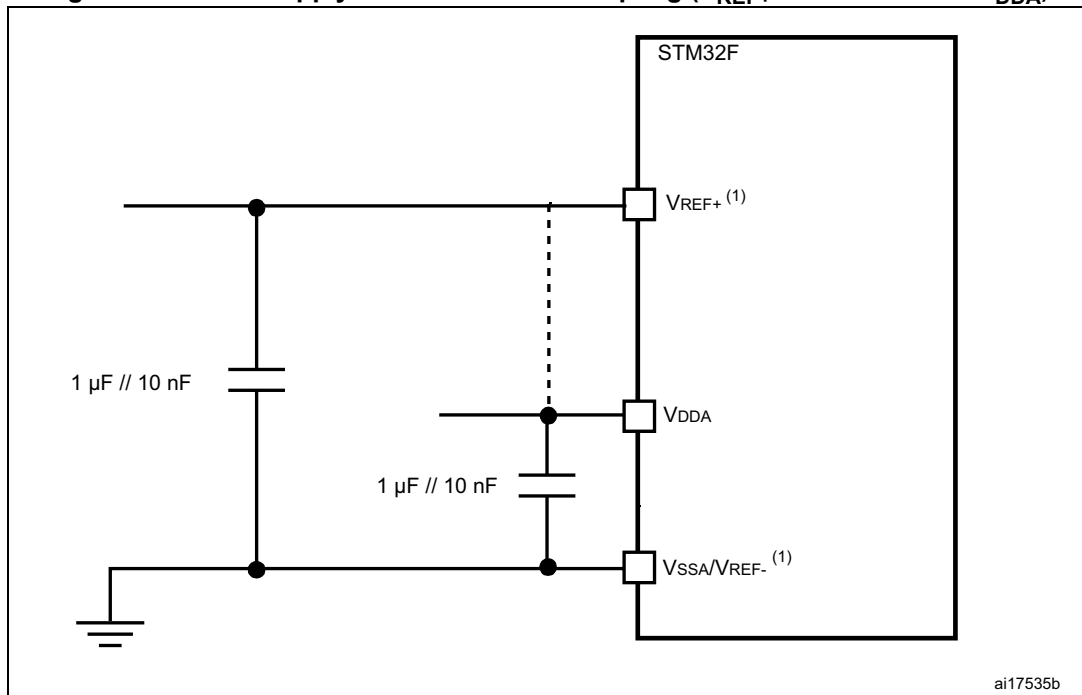 STM32F
VREF+ (1)
1 µF // 10 nF
VDDA
1 µF // 10 nF
VSSA/VREF- (1)
ai17535b